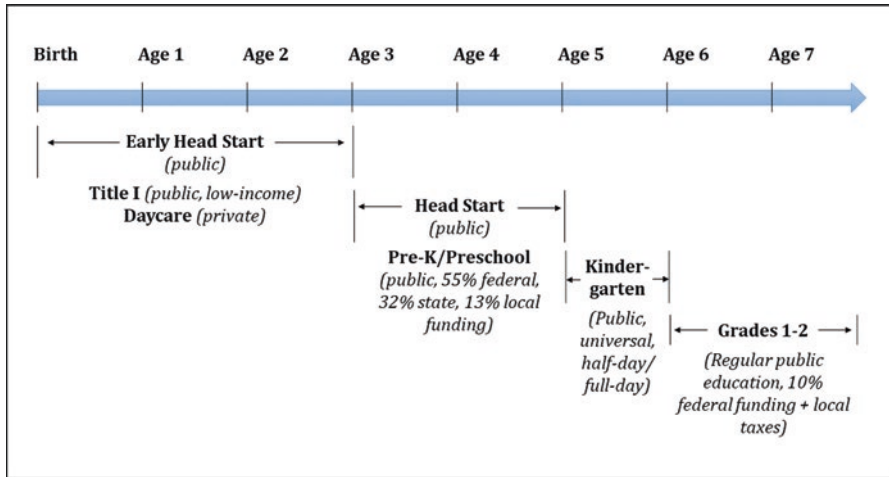 Birth Age 1 Age 2 Age 3 Age 4 Age 5 Age 6 Age 7
Early Head Start
(public)
Title I (public, low-income)
Daycare (private)
Head Start
(public)
Pre-K/Preschool
(public, 55% federal,
32% state, 13% local
funding)
Kinder-
garten
(Public,
universal,
half-day/
full-day)
Grades 1-2
(Regular public
education, 10%
federal funding + local
taxes)